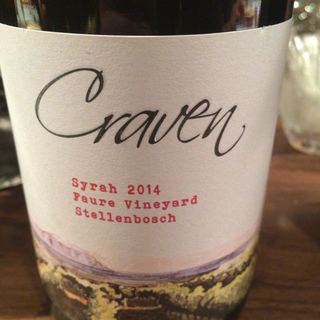 Craven
Syrah 2014
Faure Vineyard
Stellenbosch